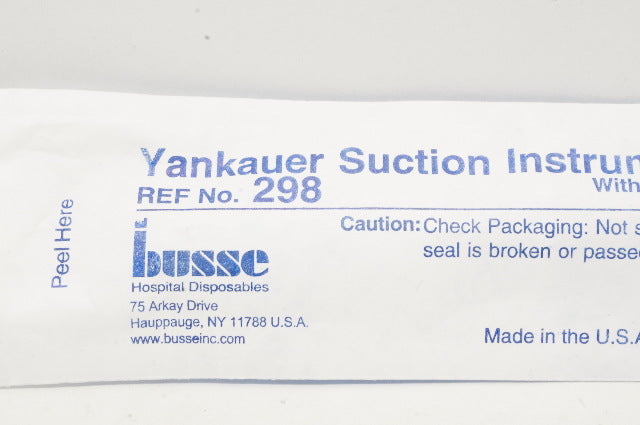 Yankauer Suction
REF No. 298
Peel Here
Caution: Check Packaging: Not
seal is broken or
busse
Hospital Disposables
75 Arkay Drive
Hauppauge, NY 11788 U.S.A.
www.busseinc.com
Made in the U.S.A